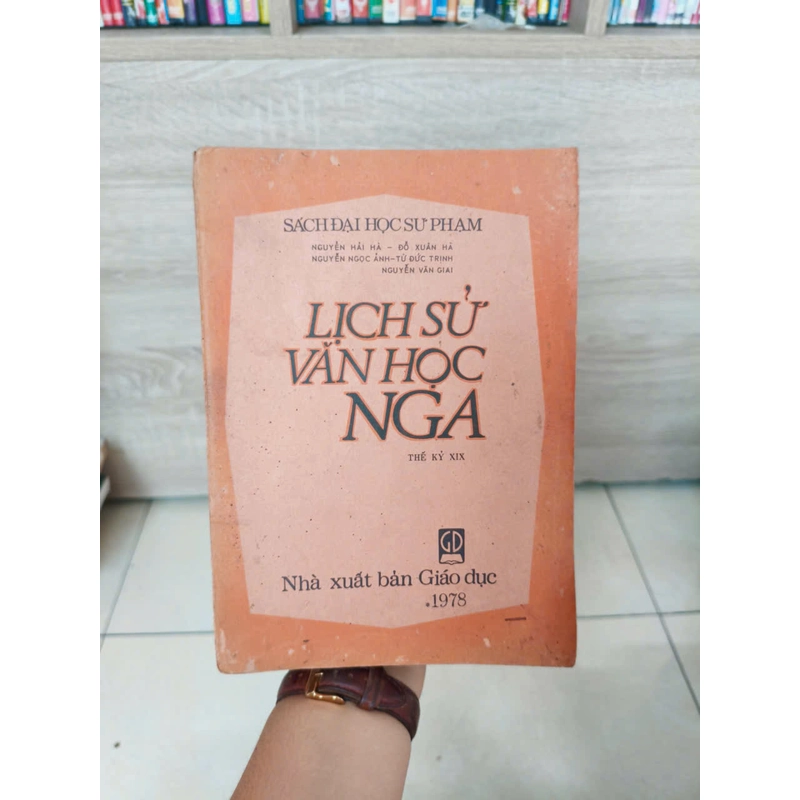 SÁCH ĐẠI HỌC SƯ PHẠM
NGUYỄN HẢI HÀ - ĐỖ XUÂN HÀ
NGUYỄN NGỌC ẢNH - TỪ ĐỨC TRỊNH
NGUYỄN VĂN GIAI
LỊCH SỬ
VĂN HỌC
NGA
THẾ KỶ XIX
GD
Nhà xuất bản Giáo dục
1978